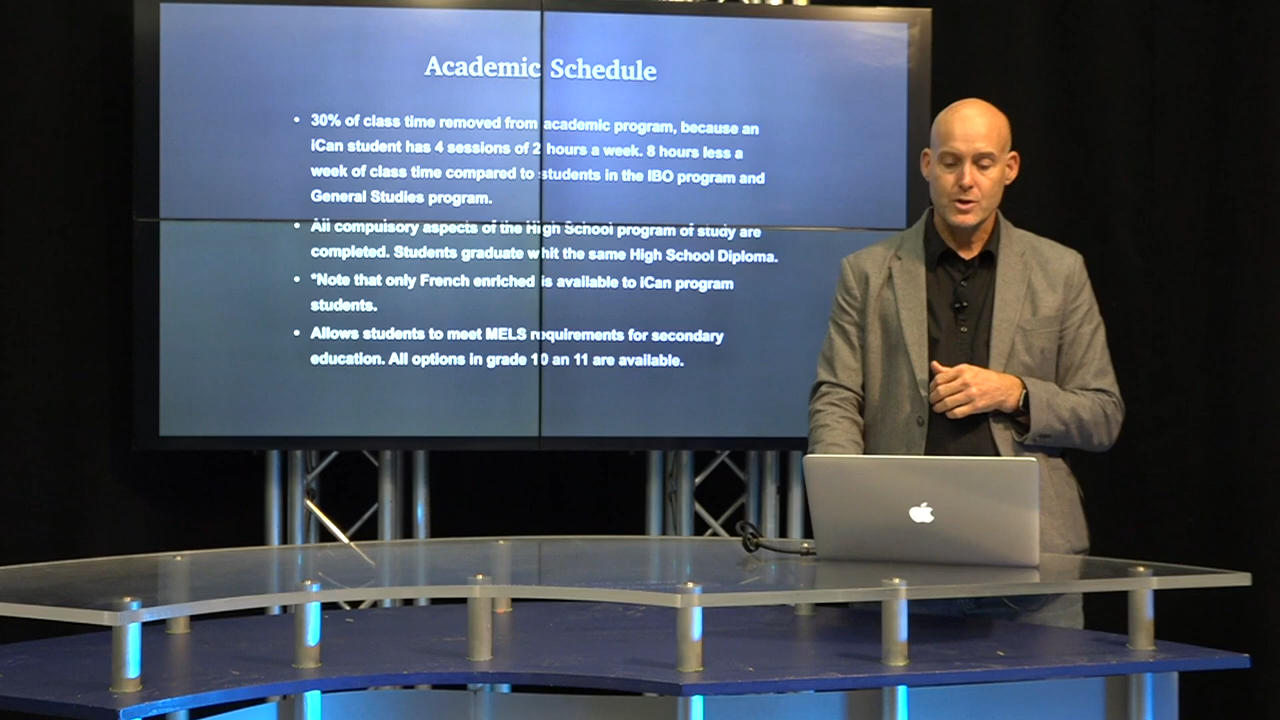 Academic Schedule
• 30% of class time removed from academic program, because an
iCan student has 4 sessions of 2 hours a week. 8 hours less a
week of class time compared to students in the IBO program and
General Studies program.
• All compulsory aspects of the High School program of study are
completed. Students graduate whit the same High School Diploma.
• *Note that only French enriched is available to iCan program
students.
• Allows students to meet MELS requirements for secondary
education. All options in grade 10 an 11 are available.